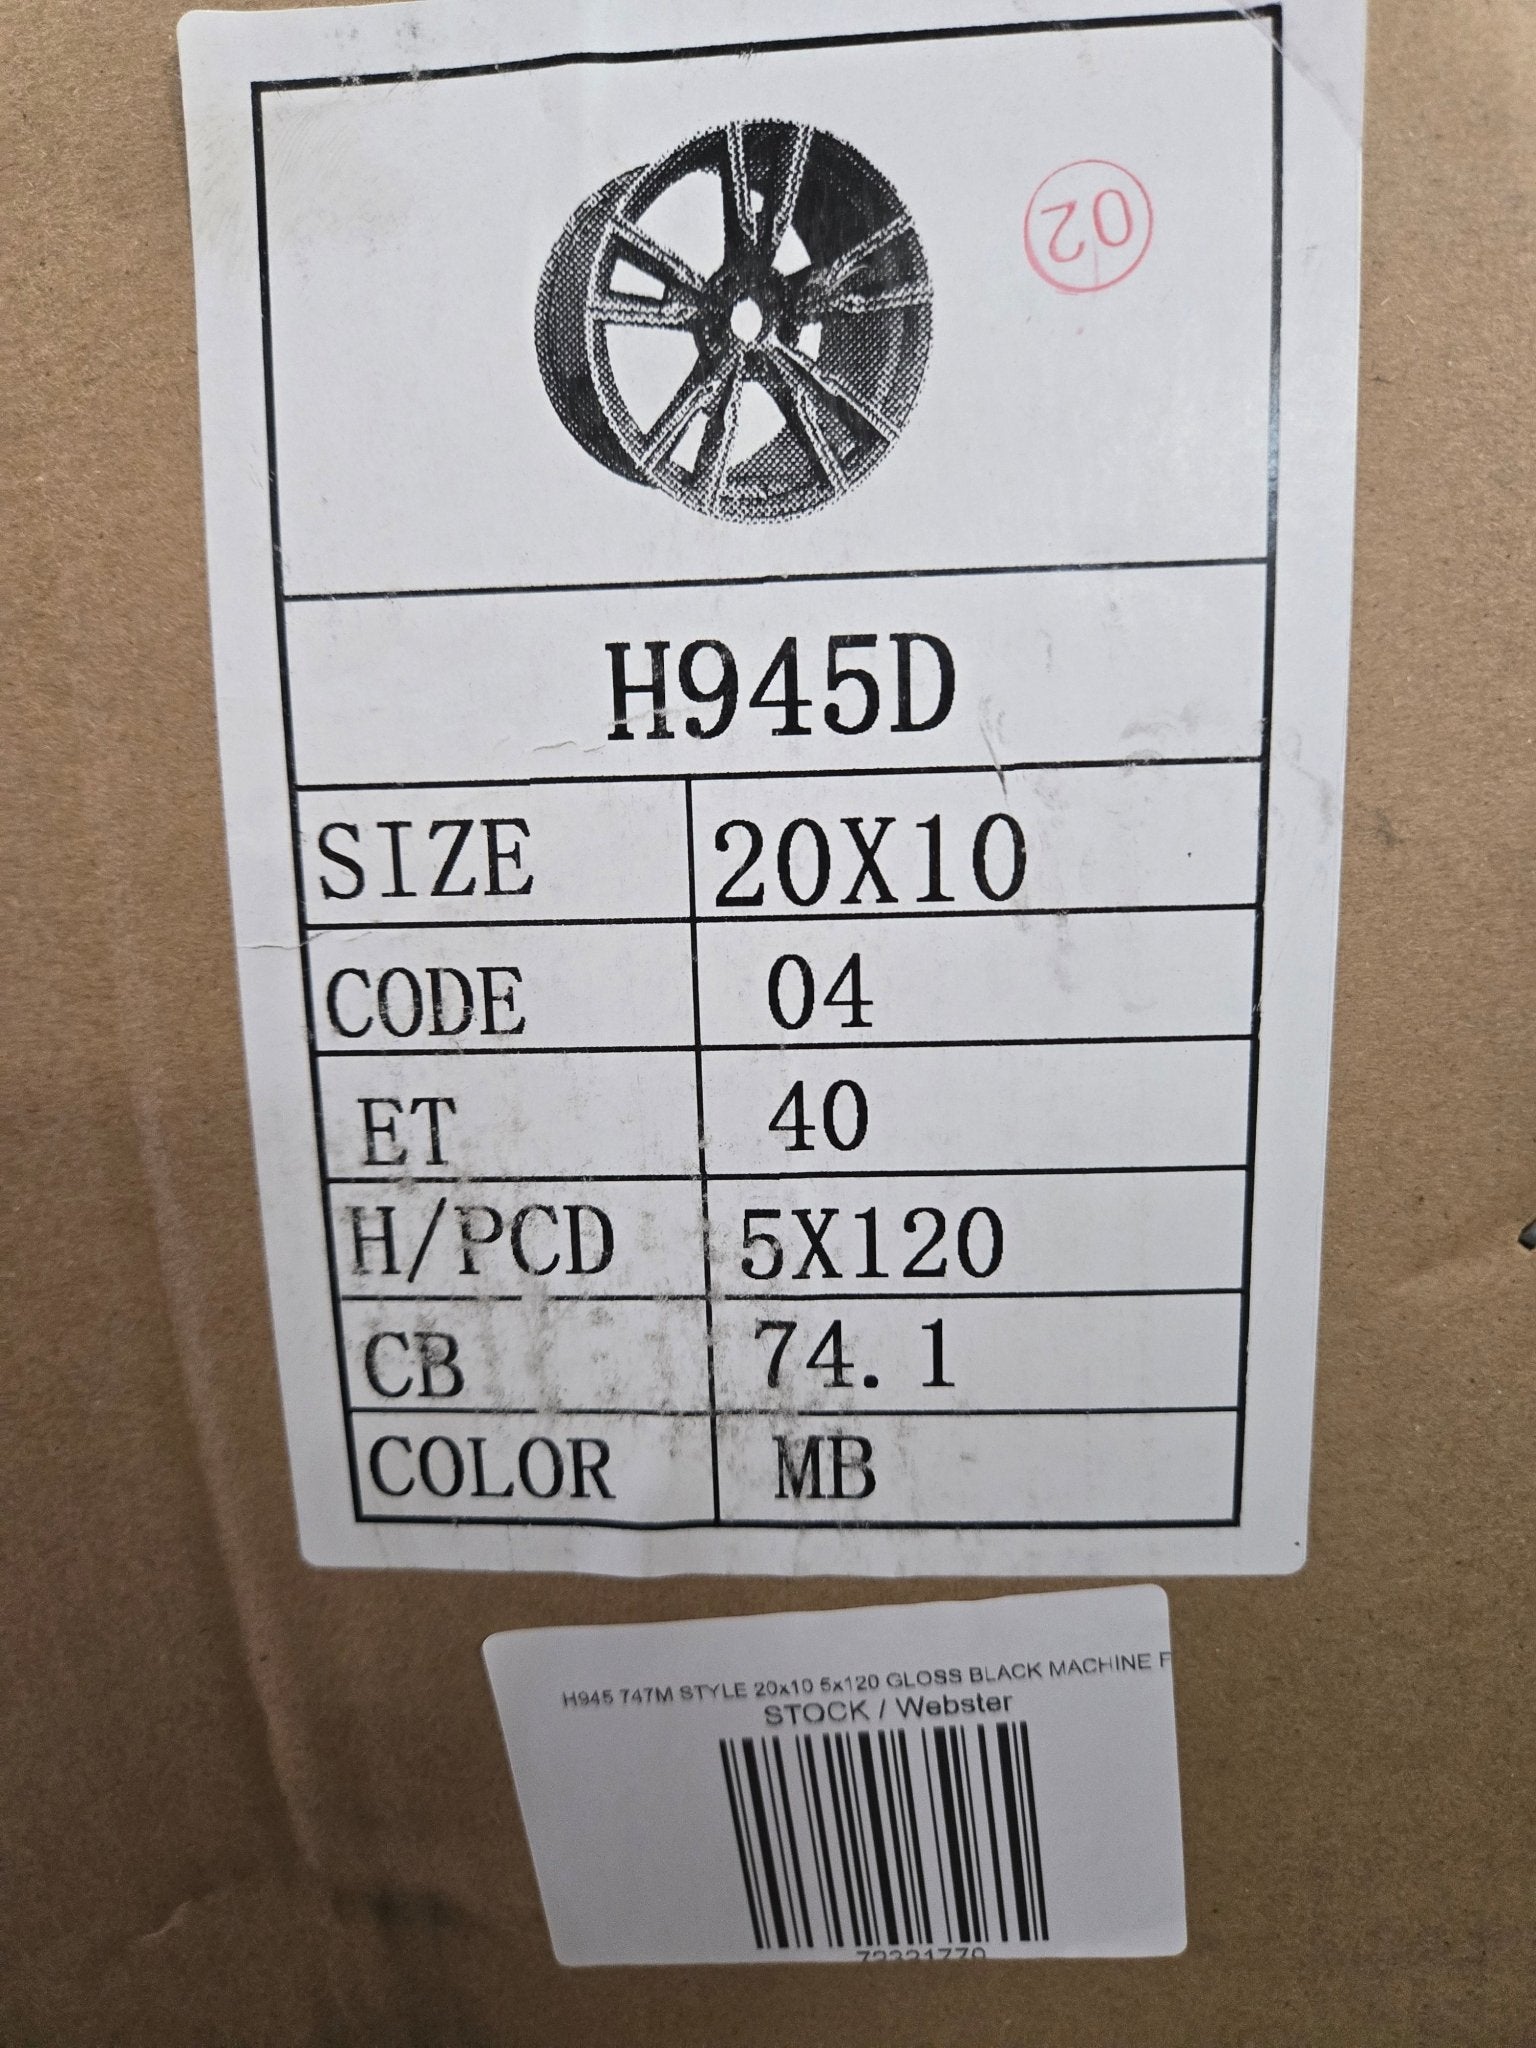 02
H945D
SIZE 20X10
CODE 04
ET 40
H/PCD 5X120
CB 74.1
COLOR MB
H945 747M STYLE 20x10 5x120 GLOSS BLACK MACHINE F
STOCK / Webster
72321770